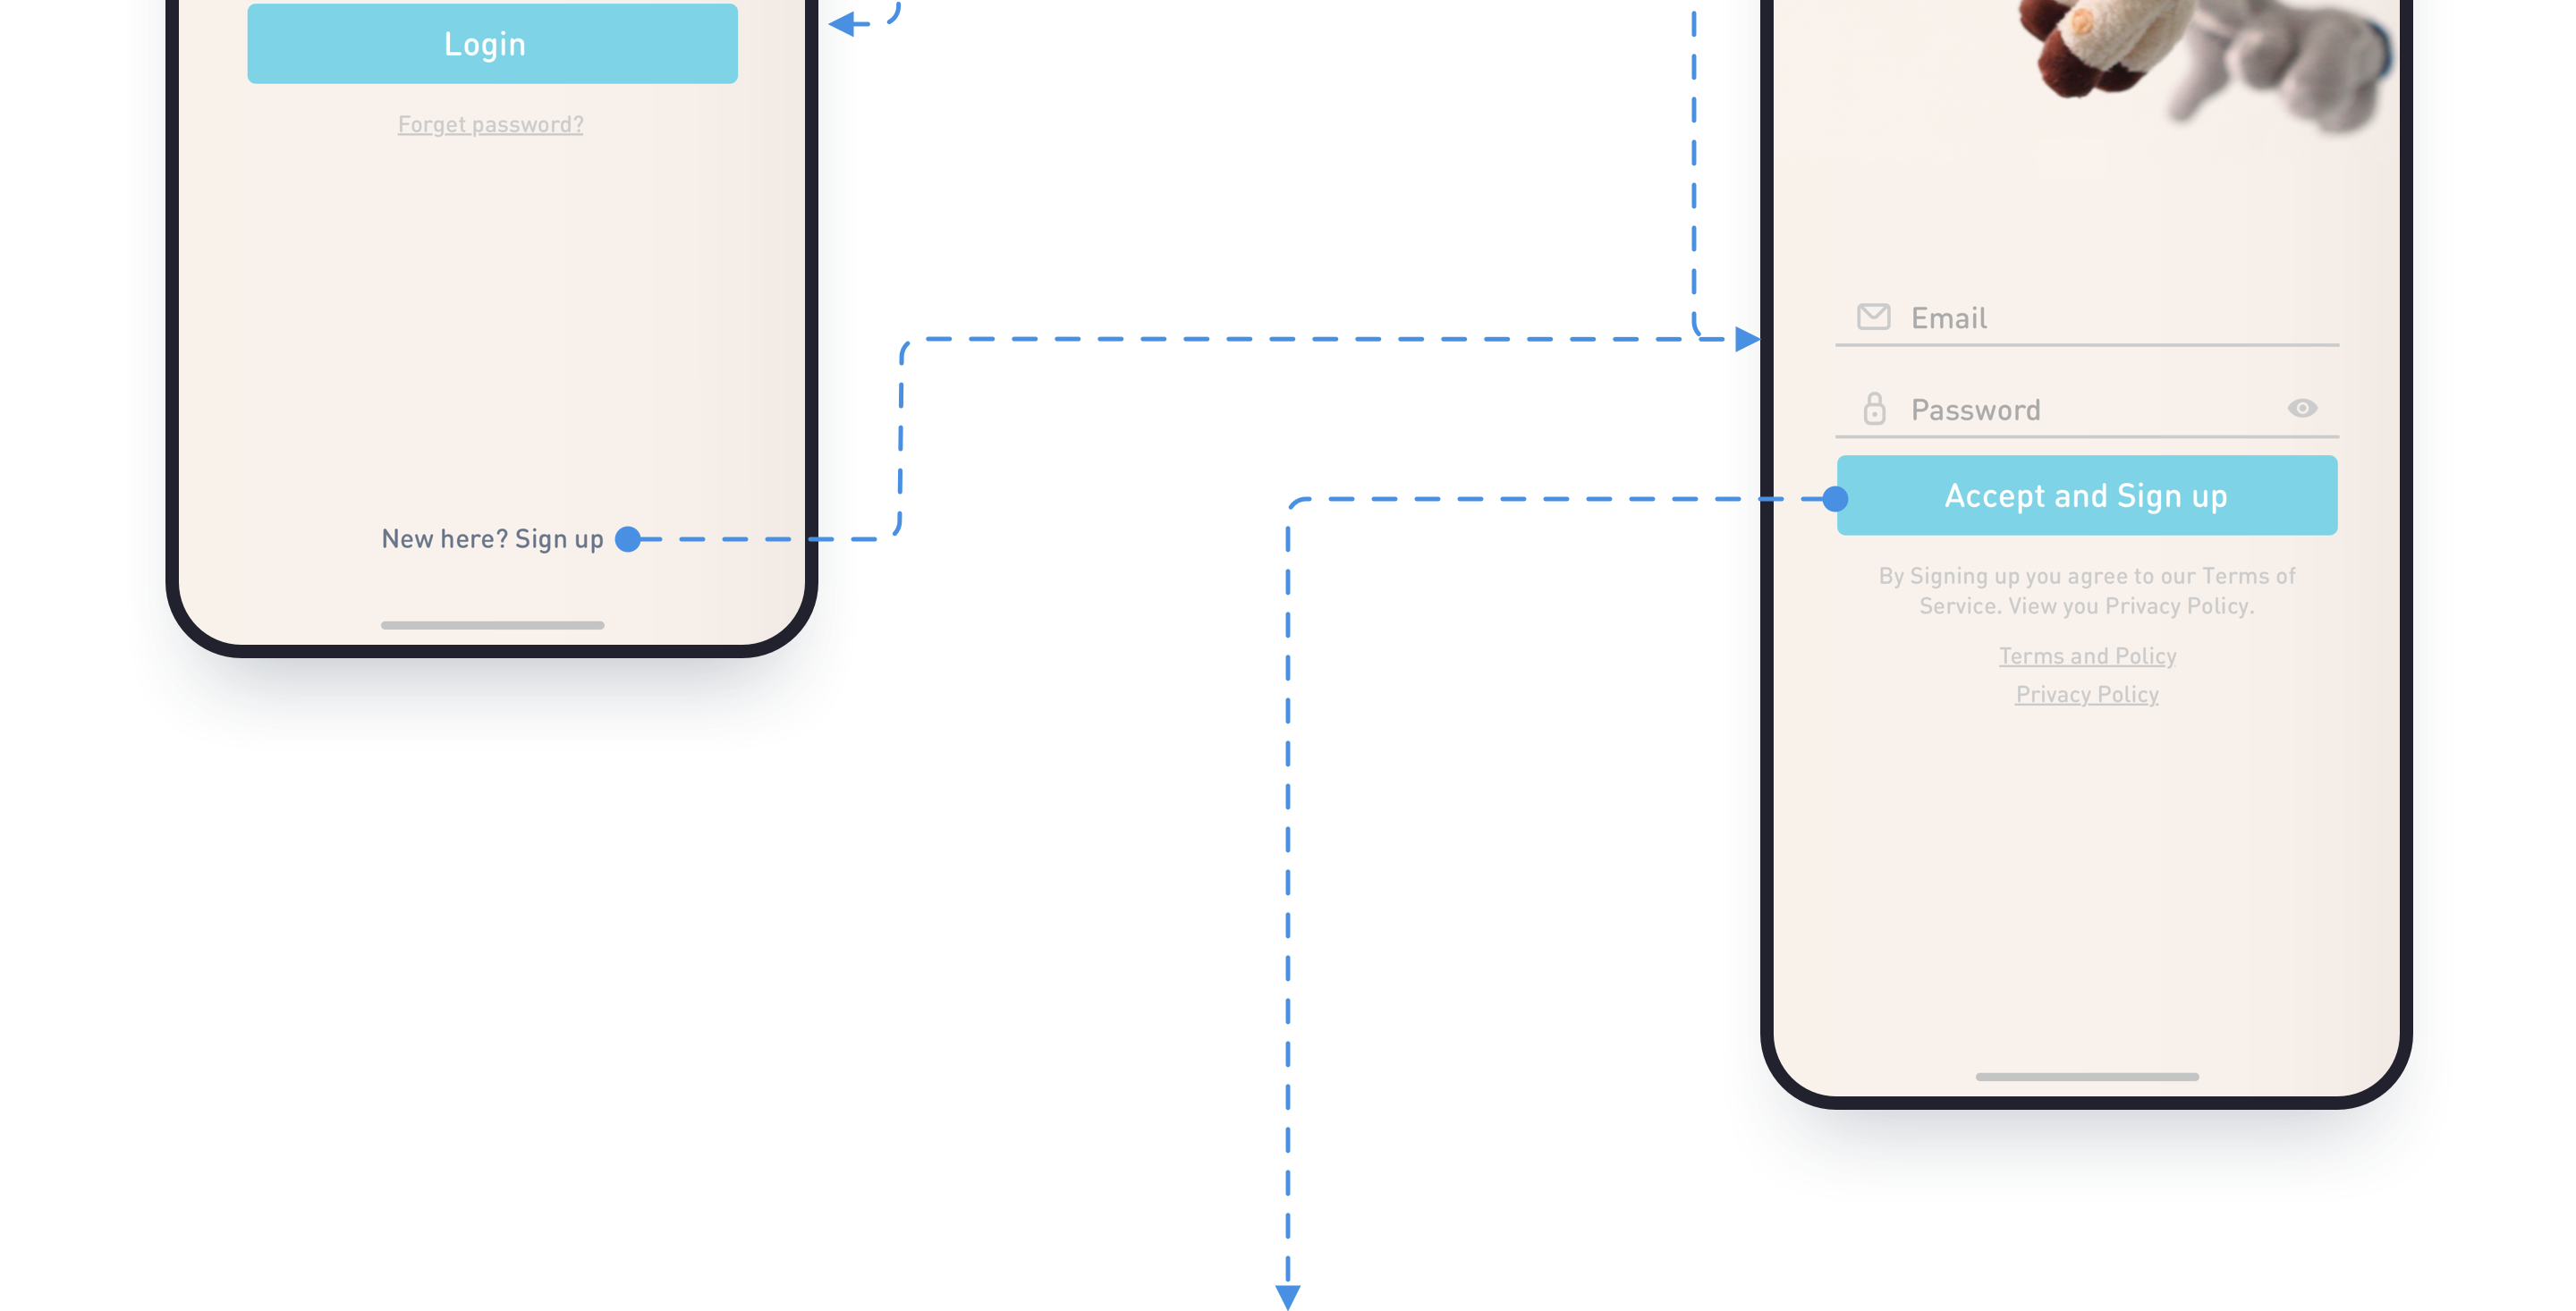 Login
Forget password?
New here? Sign up
Email
Password
Accept and Sign up
By Signing up you agree to our Terms of
Service. View you Privacy Policy.
Terms and Policy
Privacy Policy